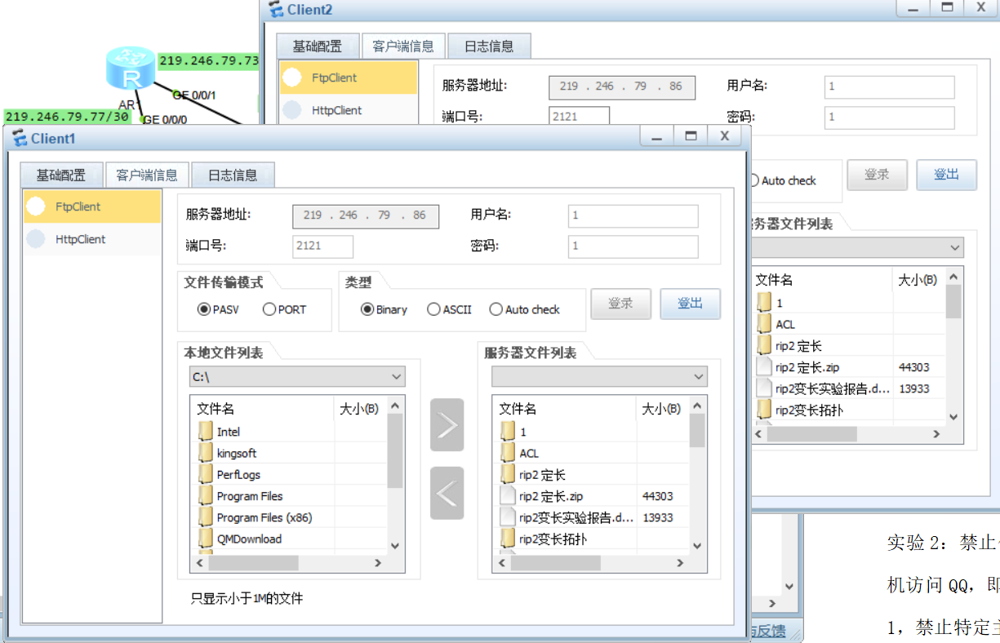 Client2
基础配置 客户端信息 日志信息
FtpClient
HttpClient
服务器地址: 219 . 246 . 79 . 86 用户名: 1
端口号: 2121 密码: 1
Auto check 登录 登出
服务器文件列表
文件名 大小(B)
1
ACL
rip2 定长
rip2 定长.zip 44303
rip2变长实验报告.d... 13933
rip2变长拓扑
219.246.79.73
R
AR1
GE 0/0/1
219.246.79.77/30
GE 0/0/0
Client1
基础配置 客户端信息 日志信息
FtpClient
HttpClient
服务器地址: 219 . 246 . 79 . 86 用户名: 1
端口号: 2121 密码: 1
文件传输模式 类型
PASV PORT Binary ASCII Auto check 登录 登出
本地文件列表
C:\
文件名 大小(B)
Intel
kingsoft
PerfLogs
Program Files
Program Files (x86)
QMDownload
服务器文件列表
文件名 大小(B)
1
ACL
rip2 定长
rip2 定长.zip 44303
rip2变长实验报告.d... 13933
rip2变长拓扑
只显示小于1M的文件
实验 2：禁止
机访问 QQ，即
1，禁止特定主
与反馈